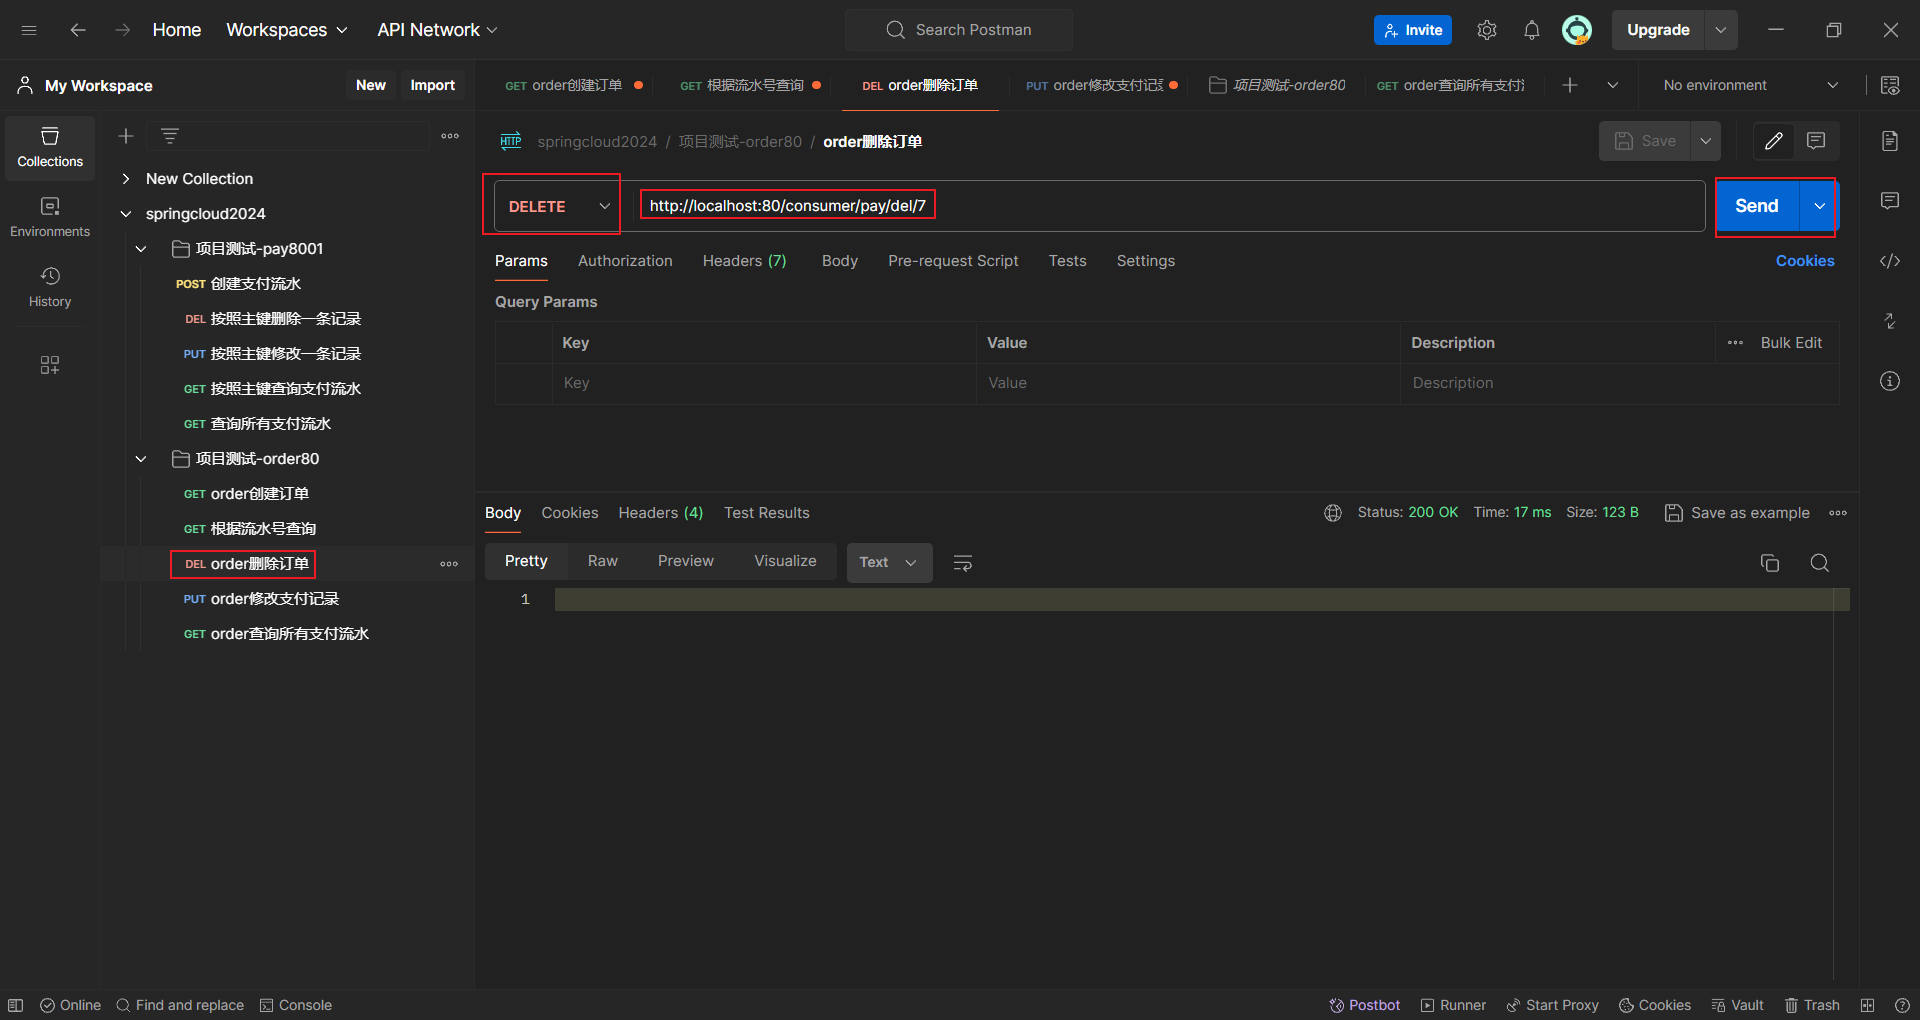 Home Workspaces API Network Search Postman Invite Upgrade
My Workspace New Import
GET order创建订单 GET 根据流水号查询 DEL order删除订单 PUT order修改支付记录 项目测试-order80 GET order查询所有支付 No environment
Collections
Environments
History
New Collection
springcloud2024
项目测试-pay8001
POST 创建支付流水
DEL 按照主键删除一条记录
PUT 按照主键修改一条记录
GET 按照主键查询支付流水
GET 查询所有支付流水
项目测试-order80
GET order创建订单
GET 根据流水号查询
DEL order删除订单
PUT order修改支付记录
GET order查询所有支付流水
HTTP springcloud2024 / 项目测试-order80 / order删除订单 Save
DELETE http://localhost:80/consumer/pay/del/7 Send
Params Authorization Headers (7) Body Pre-request Script Tests Settings Cookies
Query Params
Key Value Description Bulk Edit
Key Value Description
Body Cookies Headers (4) Test Results Status: 200 OK Time: 17 ms Size: 123 B Save as example
Pretty Raw Preview Visualize Text
1
Online Find and replace Console Postbot Runner Start Proxy Cookies Vault Trash